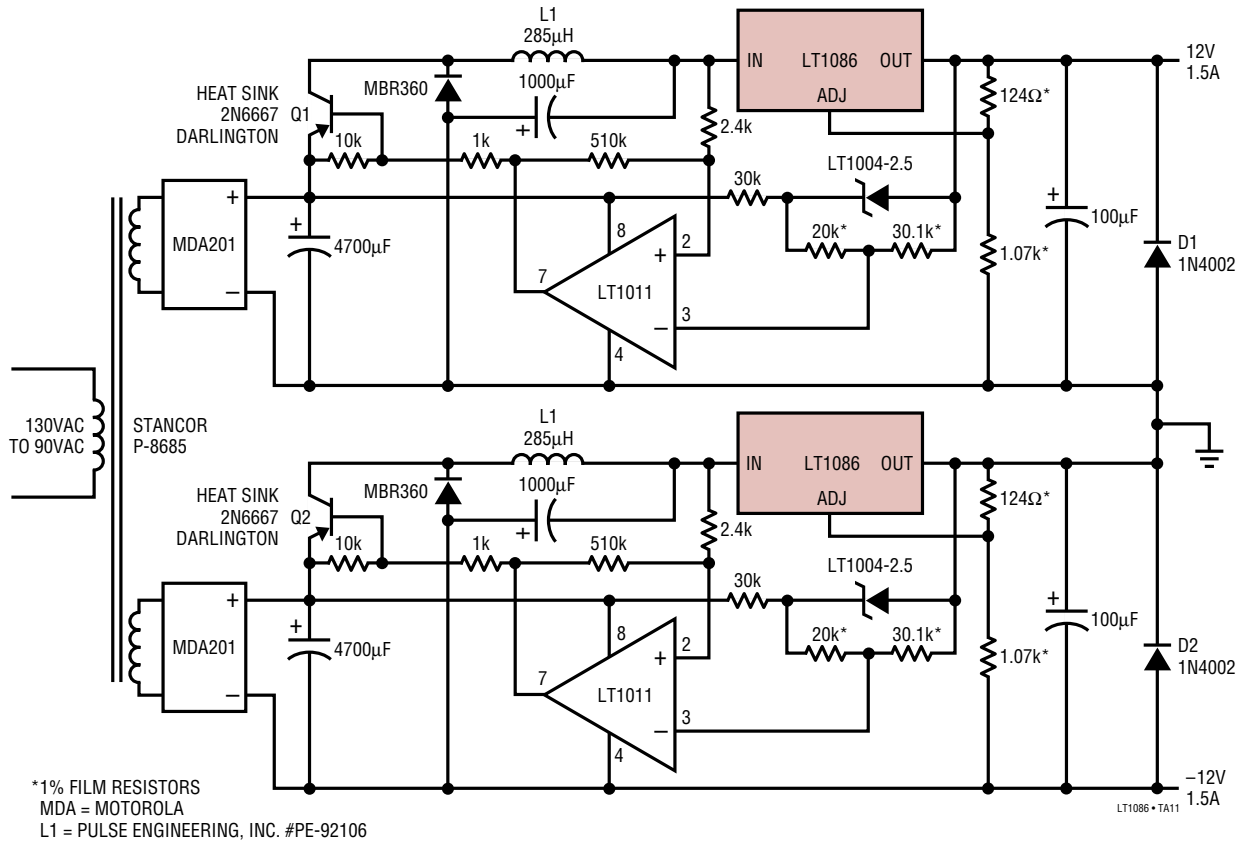 L1
285µH
1000µF
MBR360
HEAT SINK
2N6667
DARLINGTON
Q1
10k
1k
510k
2.4k
IN
LT1086
OUT
ADJ
12V
1.5A
124Ω*
LT1004-2.5
30k
20k*
30.1k*
1.07k*
+
100µF
D1
1N4002
MDA201
+
–
+
4700µF
+
8
2
+
7
LT1011
3
–
4
130VAC
TO 90VAC
STANCOR
P-8685
L1
285µH
1000µF
MBR360
HEAT SINK
2N6667
DARLINGTON
Q2
10k
1k
510k
2.4k
IN
LT1086
OUT
ADJ
124Ω*
LT1004-2.5
30k
20k*
30.1k*
1.07k*
+
100µF
D2
1N4002
MDA201
+
–
+
4700µF
+
8
2
+
7
LT1011
3
–
4
–12V
1.5A
LT1086 • TA11
*1% FILM RESISTORS
MDA = MOTOROLA
L1 = PULSE ENGINEERING, INC. #PE-92106